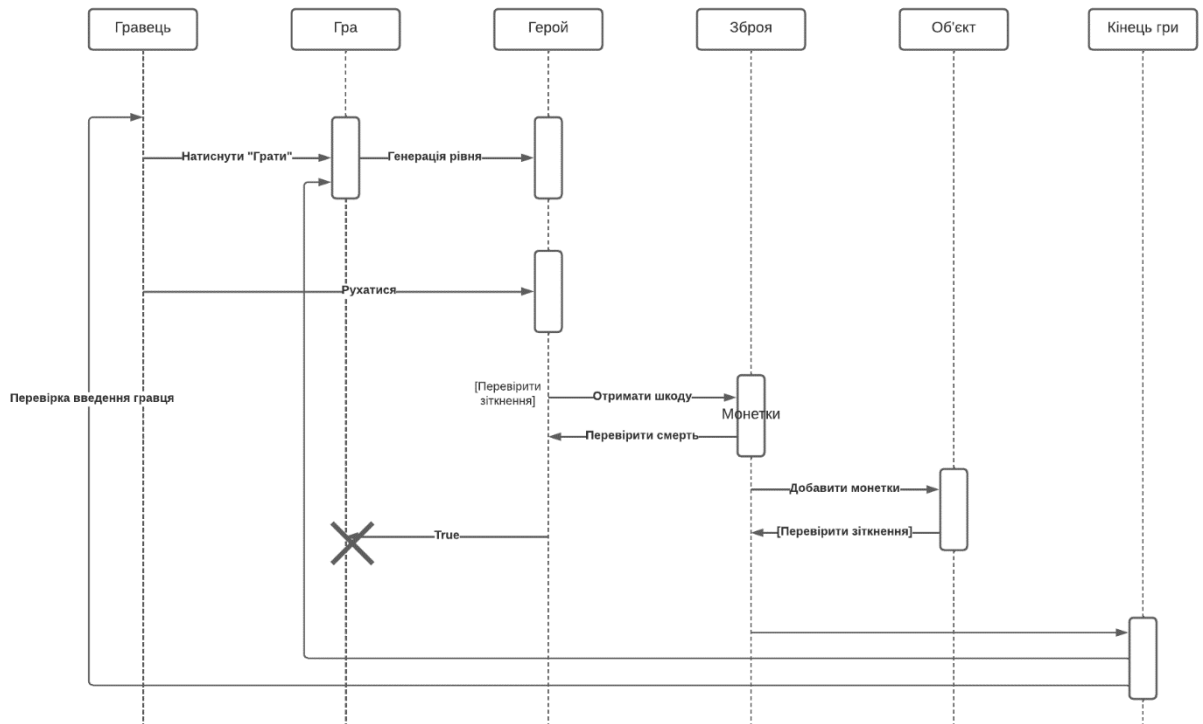 Гравець
Гра
Герой
Зброя
Об'єкт
Кінець гри
Натиснути "Грати"
Генерація рівня
Рухатися
[Перевірити
зіткнення]
Отримати шкоду
Перевірка введення гравця
Монетки
Перевірити смерть
Добавити монетки
[Перевірити зіткнення]
True